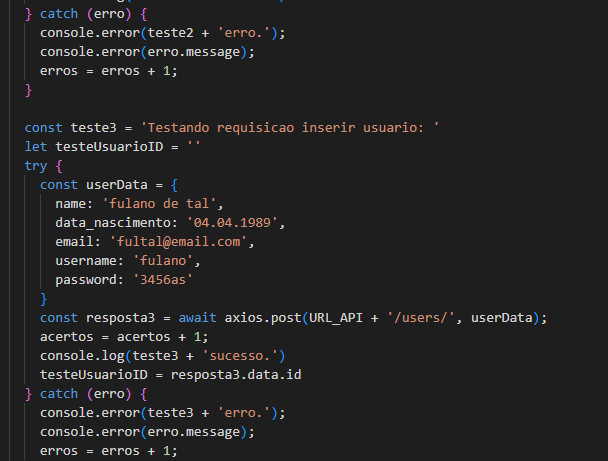 } catch (erro) {
console.error(teste2 + 'erro.');
console.error(erro.message);
erros = erros + 1;
}
const teste3 = 'Testando requisicao inserir usuario: '
let testeUsuarioID = ''
try {
const userData = {
name: 'fulano de tal',
data_nascimento: '04.04.1989',
email: 'fultal@email.com',
username: 'fulano',
password: '3456as'
}
const resposta3 = await axios.post(URL_API + '/users/', userData);
acertos = acertos + 1;
console.log(teste3 + 'sucesso.')
testeUsuarioID = resposta3.data.id
} catch (erro) {
console.error(teste3 + 'erro.');
console.error(erro.message);
erros = erros + 1;